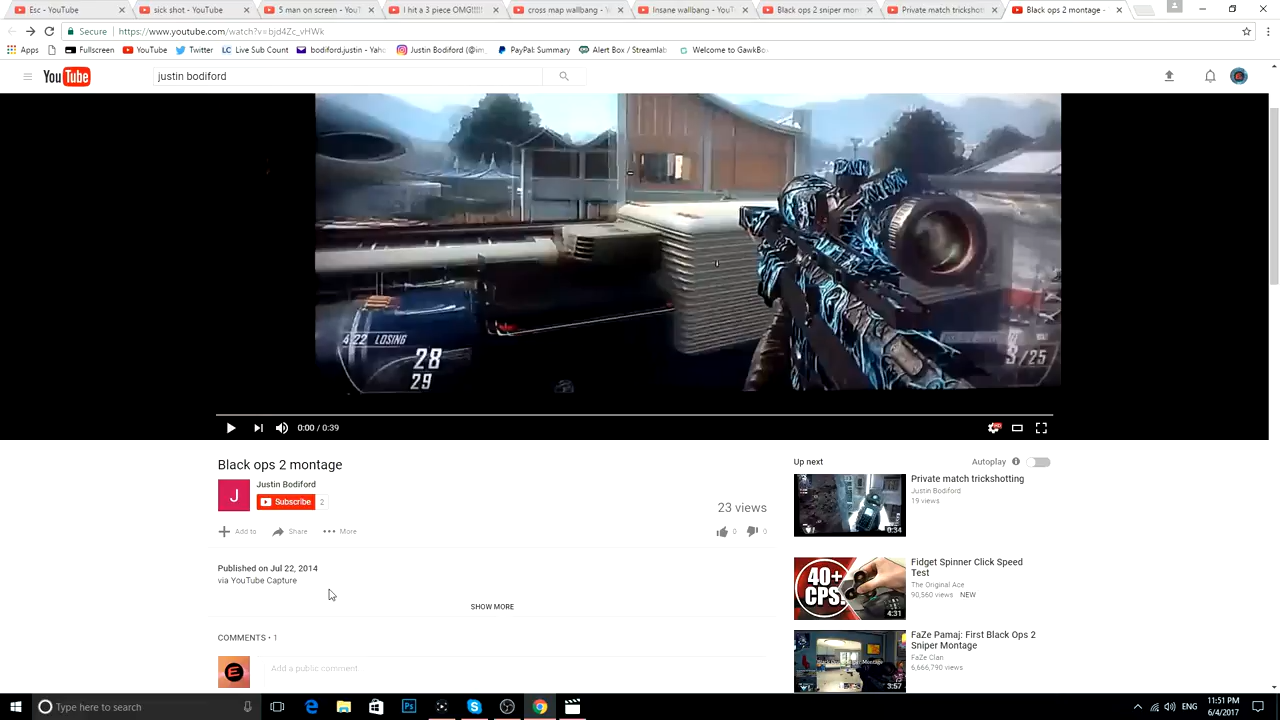 Esc - YouTube
sick shot - YouTube
5 man on screen - YouT
I hit a 3 piece OMG!!!!!
cross map wallbang -
Insane wallbang - YouTu
Black ops 2 sniper mon
Private match trickshot
Black ops 2 montage -
Secure https://www.youtube.com/watch?v=bjd4Zc_vHWk
Apps Fullscreen YouTube Twitter Live Sub Count bodiford.justin - Yaho Justin Bodiford (@im_ PayPal: Summary Alert Box / Streamlab Welcome to GawkBo
YouTube
justin bodiford
4:22 LOSING
28
29
3/25
0:00 / 0:39
Black ops 2 montage
J
Justin Bodiford
Subscribe 2
23 views
Add to Share More
0 0
Published on Jul 22, 2014
via YouTube Capture
SHOW MORE
COMMENTS • 1
Add a public comment
Up next
Autoplay
0:34
Private match trickshotting
Justin Bodiford
19 views
40+
CPS!
4:31
Fidget Spinner Click Speed
Test
The Original Ace
90,560 views NEW
3:57
FaZe Pamaj: First Black Ops 2
Sniper Montage
FaZe Clan
6,666,790 views
Type here to search
ENG
11:51 PM
6/4/2017